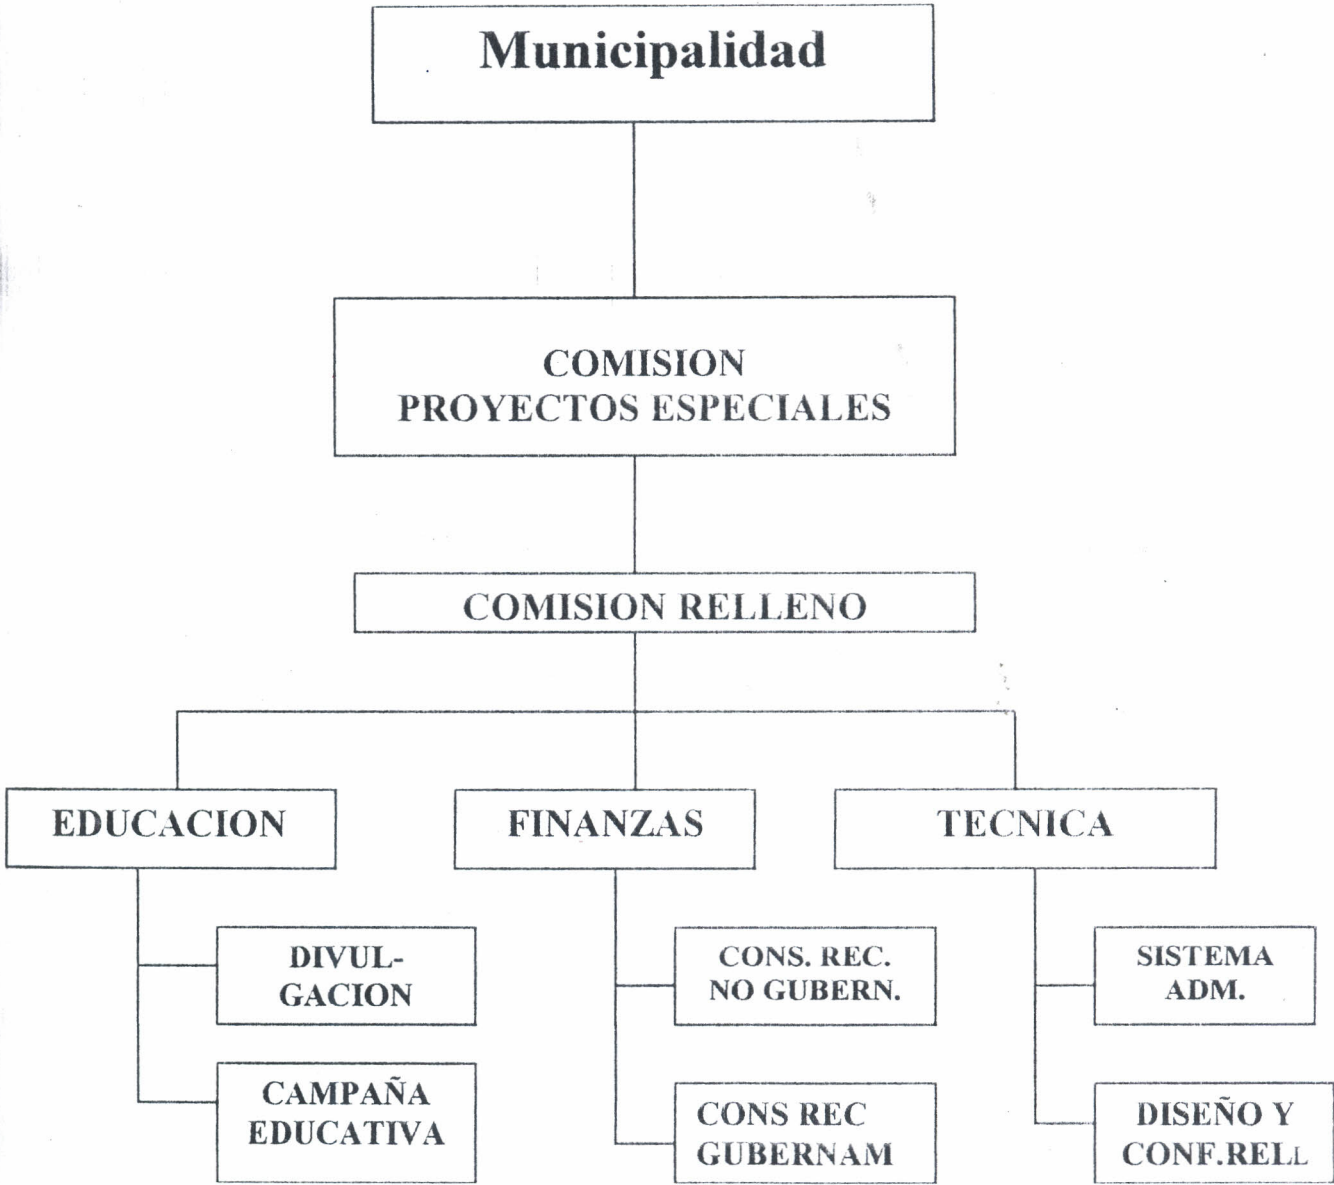 Municipalidad
COMISION
PROYECTOS ESPECIALES
COMISION RELLENO
EDUCACION
FINANZAS
TECNICA
DIVUL-
GACION
CONS. REC.
NO GUBERN.
SISTEMA
ADM.
CAMPAÑA
EDUCATIVA
CONS REC
GUBERNAM
DISEÑO Y
CONF.RELL